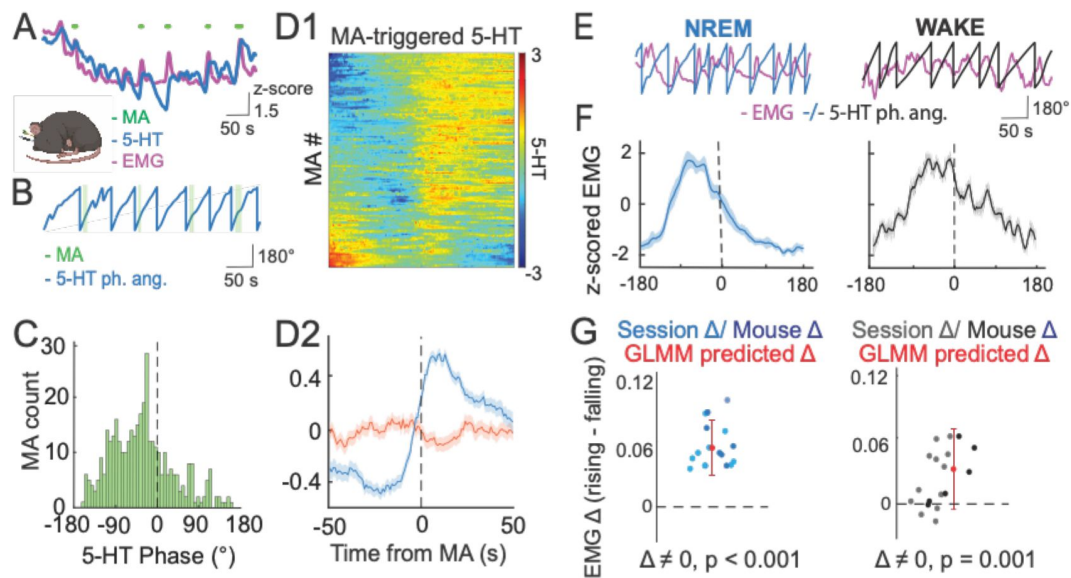 A
z-score
1.5
50 s
- MA
- 5-HT
- EMG
B
180°
50 s
- MA
- 5-HT ph. ang.
C
30
20
10
0
MA count
-180 -90 0 90 180
5-HT Phase (°)
D1
MA-triggered 5-HT
MA #
3
5-HT
-3
D2
0.4
0
-0.4
-50 0 50
Time from MA (s)
E
NREM
WAKE
- EMG -/- 5-HT ph. ang.
180°
50 s
F
z-scored EMG
2
0
-2
-180 0 180
-180 0 180
G
Session Δ/ Mouse Δ
GLMM predicted Δ
0.12
0.06
0
EMG Δ (rising - falling)
Δ ≠ 0, p < 0.001
Session Δ/ Mouse Δ
GLMM predicted Δ
0.12
0.06
0
Δ ≠ 0, p = 0.001